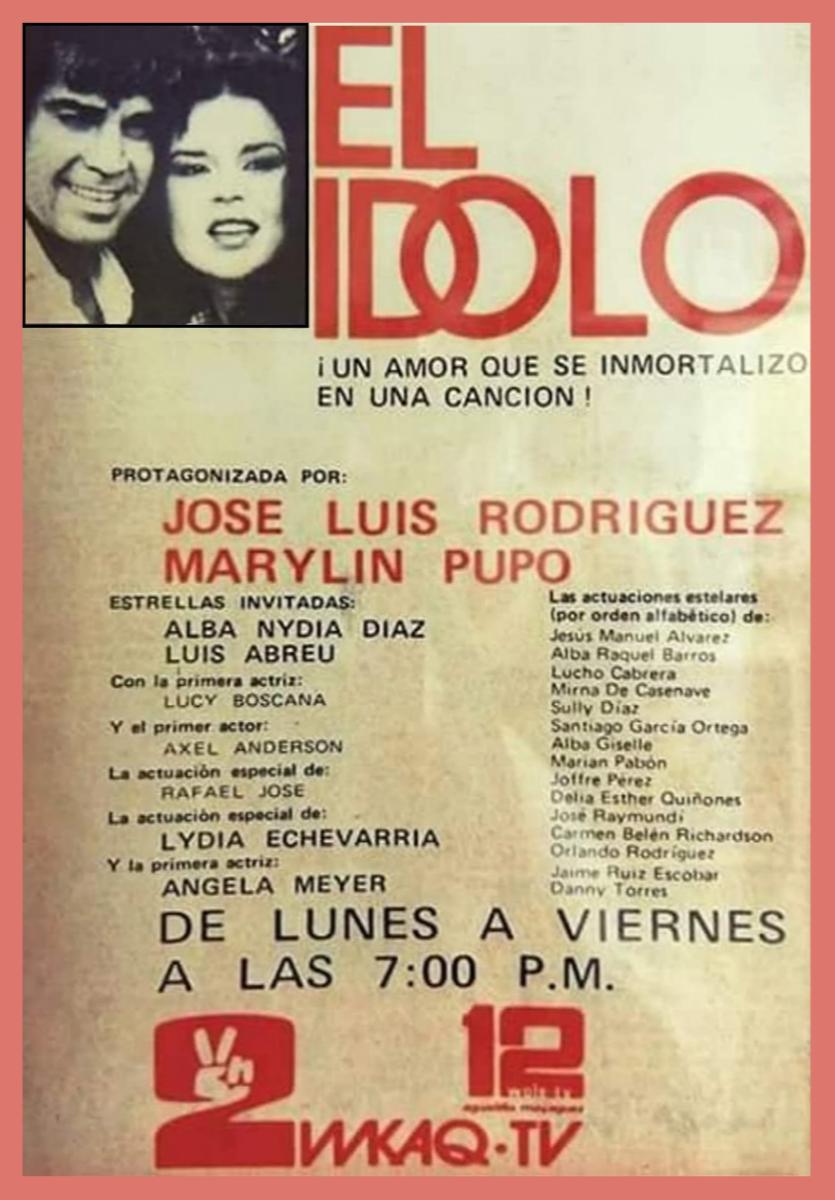 EL
IDOLO
¡UN AMOR QUE SE INMORTALIZO
EN UNA CANCION!
PROTAGONIZADA POR:
JOSE LUIS RODRIGUEZ
MARYLIN PUPO
ESTRELLAS INVITADAS:
ALBA NYDIA DIAZ
LUIS ABREU
Con la primera actriz:
LUCY BOSCANA
Y el primer actor:
AXEL ANDERSON
La actuación especial de:
RAFAEL JOSE
La actuación especial de:
LYDIA ECHEVARRIA
Y la primera actriz:
ANGELA MEYER
Las actuaciones estelares
(por orden alfabético) de:
Jesús Manuel Alvarez
Alba Raquel Barros
Lucho Cabrera
Mirna De Casenave
Sully Díaz
Santiago García Ortega
Alba Giselle
Marian Pabón
Joffre Pérez
Delia Esther Quiñones
José Raymundi
Carmen Belén Richardson
Orlando Rodríguez
Jaime Ruiz Escobar
Danny Torres
DE LUNES A VIERNES
A LAS 7:00 P.M.
2
12
WKAQ-TV